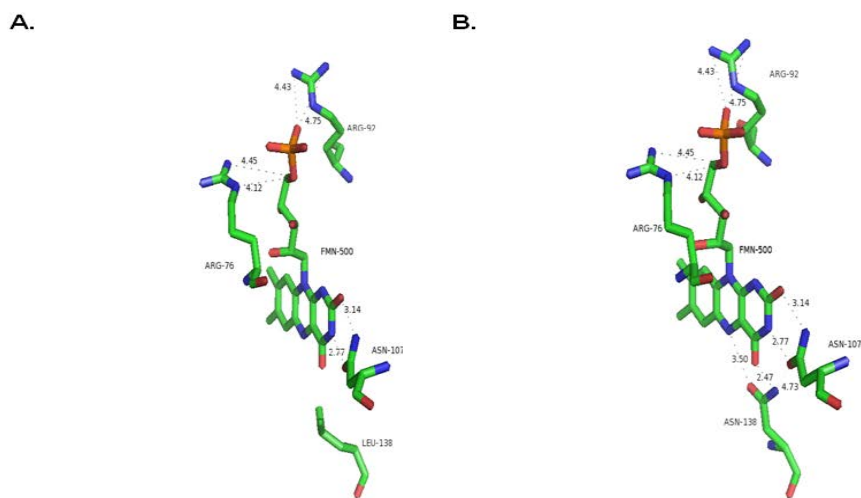 A.
4.43
4.75
ARG-92
4.45
4.12
ARG-76
FMN-500
3.14
2.77
ASN-107
LEU-138
B.
4.43
4.75
ARG-92
4.45
4.12
ARG-76
FMN-500
3.14
2.77
3.50
ASN-107
2.47
4.73
ASN-138